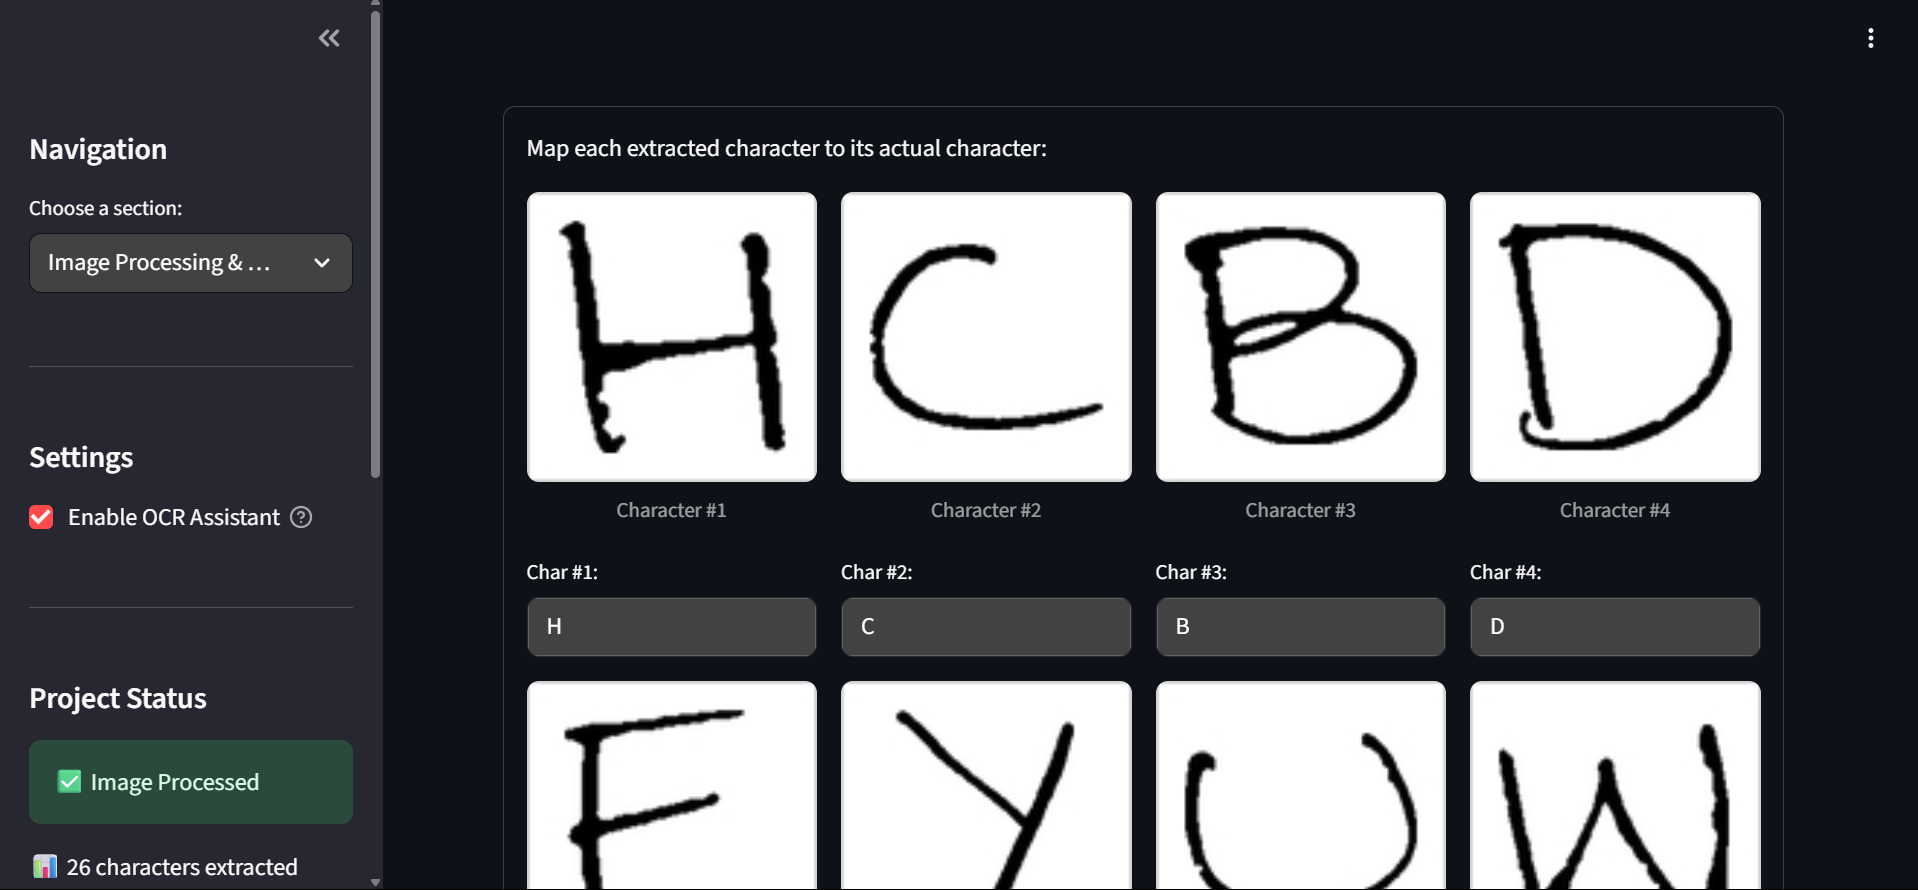 Navigation
Choose a section:
Image Processing & ...
Settings
Enable OCR Assistant
Project Status
Image Processed
26 characters extracted
Map each extracted character to its actual character:
H C B D
Character #1 Character #2 Character #3 Character #4
Char #1: Char #2: Char #3: Char #4:
H C B D
Y U W